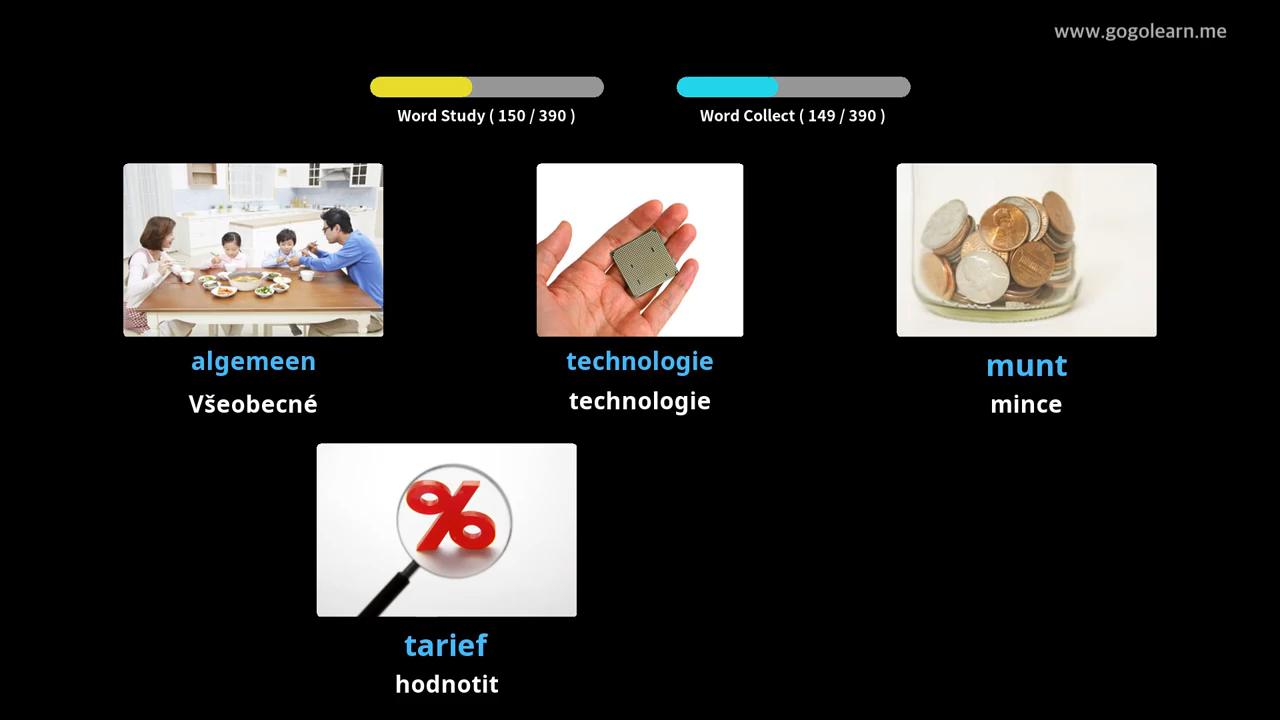 www.gogolearn.me
Word Study ( 150 / 390 )
Word Collect ( 149 / 390 )
algemeen
Všeobecné
technologie
technologie
munt
mince
%
tarief
hodnotit